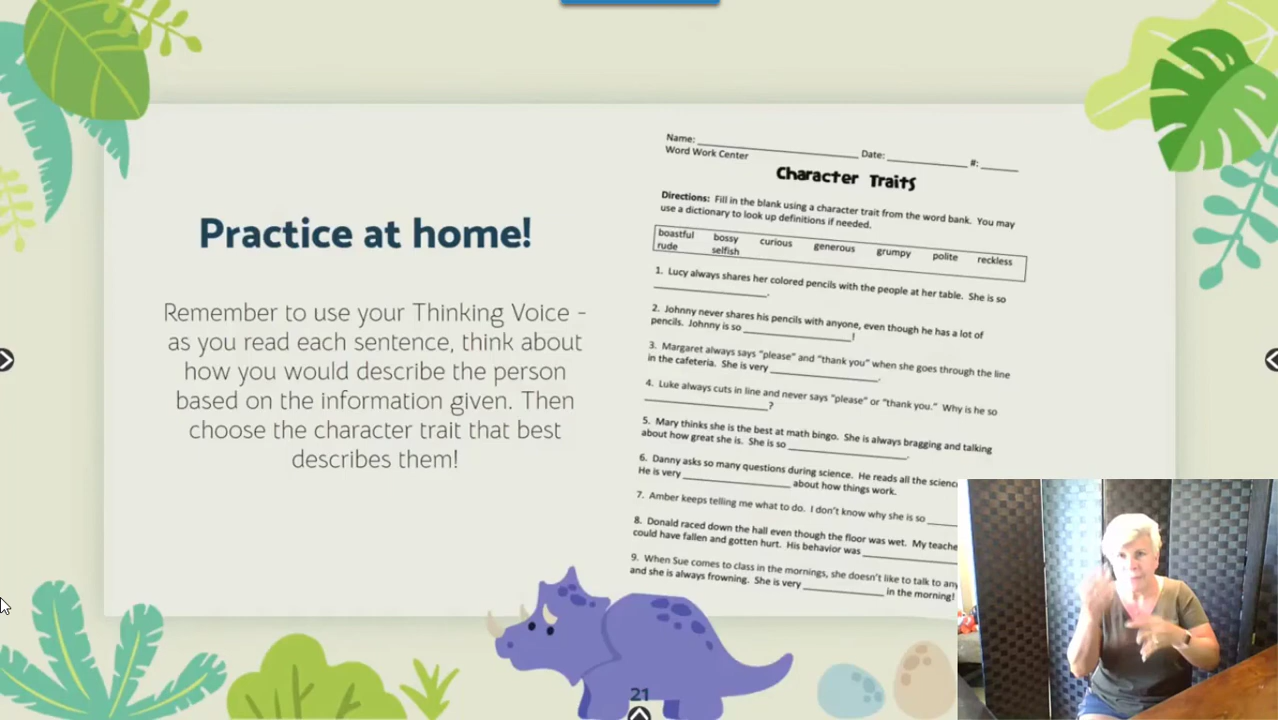 Practice at home!
Remember to use your Thinking Voice -
as you read each sentence, think about
how you would describe the person
based on the information given. Then
choose the character trait that best
describes them!
Name: Date: #:
Word Work Center
Character Traits
Directions: Fill in the blank using a character trait from the word bank. You may
use a dictionary to look up definitions if needed.
boastful bossy curious generous grumpy polite reckless
rude selfish
1. Lucy always shares her colored pencils with the people at her table. She is so
.
2. Johnny never shares his pencils with anyone, even though he has a lot of
pencils. Johnny is so !
3. Margaret always says "please" and "thank you" when she goes through the line
in the cafeteria. She is very .
4. Luke always cuts in line and never says "please" or "thank you." Why is he so
?
5. Mary thinks she is the best at math bingo. She is always bragging and talking
about how great she is. She is so .
6. Danny asks so many questions during science. He reads all the scienc
He is very about how things work.
7. Amber keeps telling me what to do. I don't know why she is so
8. Donald raced down the hall even though the floor was wet. My teache
could have fallen and gotten hurt. His behavior was
9. When Sue comes to class in the mornings, she doesn't like to talk to any
and she is always frowning. She is very in the morning!
21